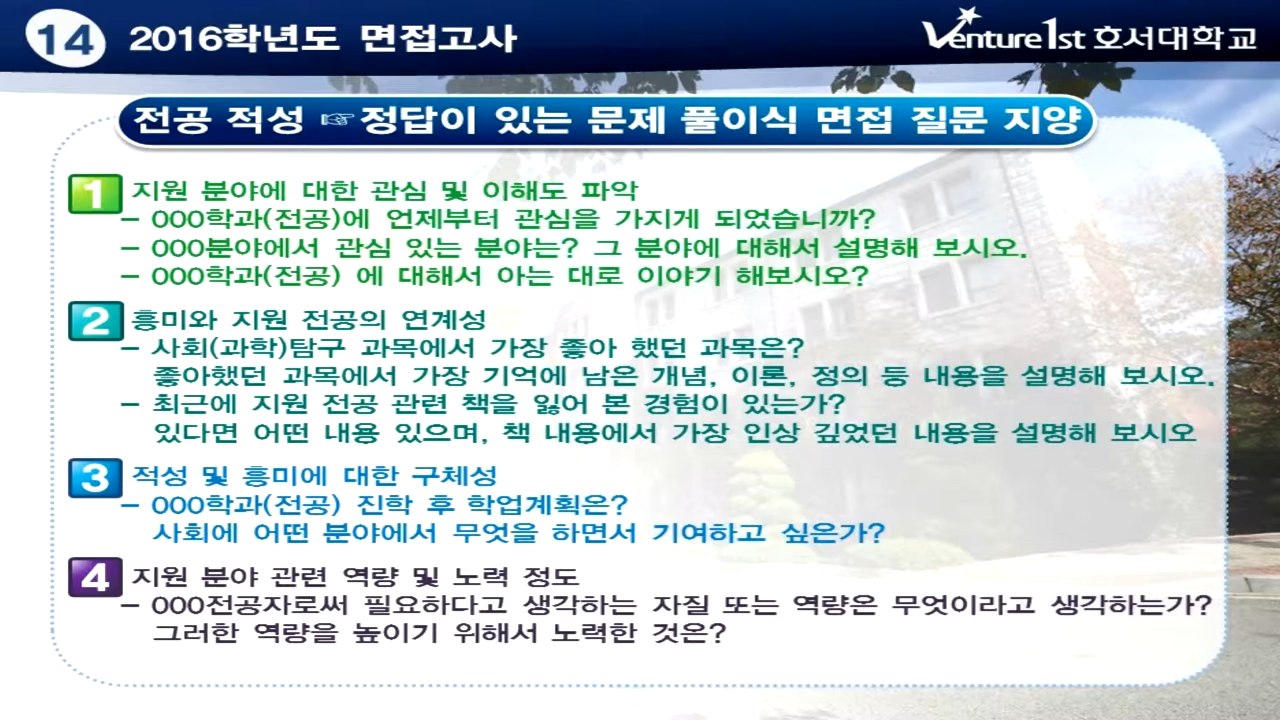 14 2016학년도 면접고사
Venture 1st 호서대학교
전공 적성 ☞정답이 있는 문제 풀이식 면접 질문 지양
1 지원 분야에 대한 관심 및 이해도 파악
- OOO학과(전공)에 언제부터 관심을 가지게 되었습니까?
- OOO분야에서 관심 있는 분야는? 그 분야에 대해서 설명해 보시오.
- OOO학과(전공) 에 대해서 아는 대로 이야기 해보시오?
2 흥미와 지원 전공의 연계성
- 사회(과학)탐구 과목에서 가장 좋아 했던 과목은?
좋아했던 과목에서 가장 기억에 남은 개념, 이론, 정의 등 내용을 설명해 보시오.
- 최근에 지원 전공 관련 책을 잃어 본 경험이 있는가?
있다면 어떤 내용 있으며, 책 내용에서 가장 인상 깊었던 내용을 설명해 보시오
3 적성 및 흥미에 대한 구체성
- OOO학과(전공) 진학 후 학업계획은?
사회에 어떤 분야에서 무엇을 하면서 기여하고 싶은가?
4 지원 분야 관련 역량 및 노력 정도
- OOO전공자로써 필요하다고 생각하는 자질 또는 역량은 무엇이라고 생각하는가?
그러한 역량을 높이기 위해서 노력한 것은?